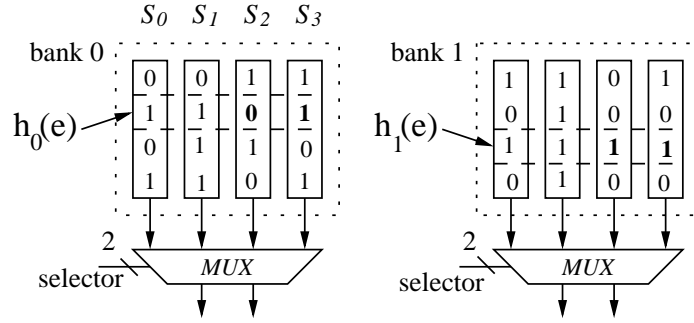 S0 S1 S2 S3
bank 0
bank 1
0 0 1 1
1 1 0 1
0 1 1 0
1 1 0 1
h0(e)
1 1 0 1
0 1 0 0
1 1 1 1
0 1 0 0
h1(e)
2
selector
MUX
2
selector
MUX